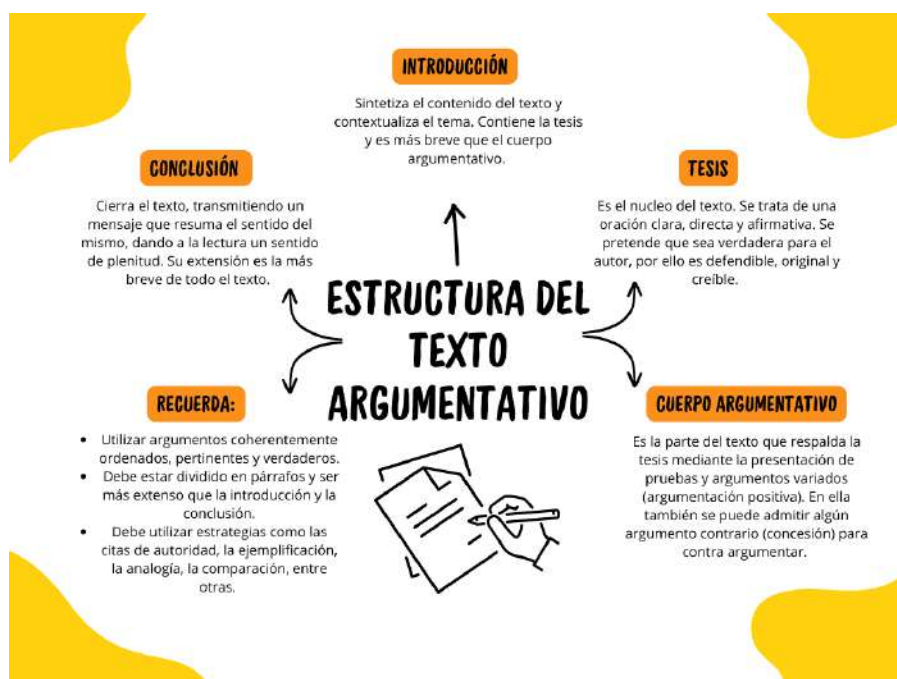 INTRODUCCIÓN
Sintetiza el contenido del texto y
contextualiza el tema. Contiene la tesis
y es más breve que el cuerpo
argumentativo.
CONCLUSIÓN
Cierra el texto, transmitiendo un
mensaje que resuma el sentido del
mismo, dando a la lectura un sentido
de plenitud. Su extensión es la más
breve de todo el texto.
TESIS
Es el nucleo del texto. Se trata de una
oración clara, directa y afirmativa. Se
pretende que sea verdadera para el
autor, por ello es defendible, original y
creíble.
ESTRUCTURA DEL
TEXTO
ARGUMENTATIVO
RECUERDA:
• Utilizar argumentos coherentemente
ordenados, pertinentes y verdaderos.
• Debe estar dividido en párrafos y ser
más extenso que la introducción y la
conclusión.
• Debe utilizar estrategias como las
citas de autoridad, la ejemplificación,
la analogía, la comparación, entre
otras.
CUERPO ARGUMENTATIVO
Es la parte del texto que respalda la
tesis mediante la presentación de
pruebas y argumentos variados
(argumentación positiva). En ella
también se puede admitir algún
argumento contrario (concesión) para
contra argumentar.